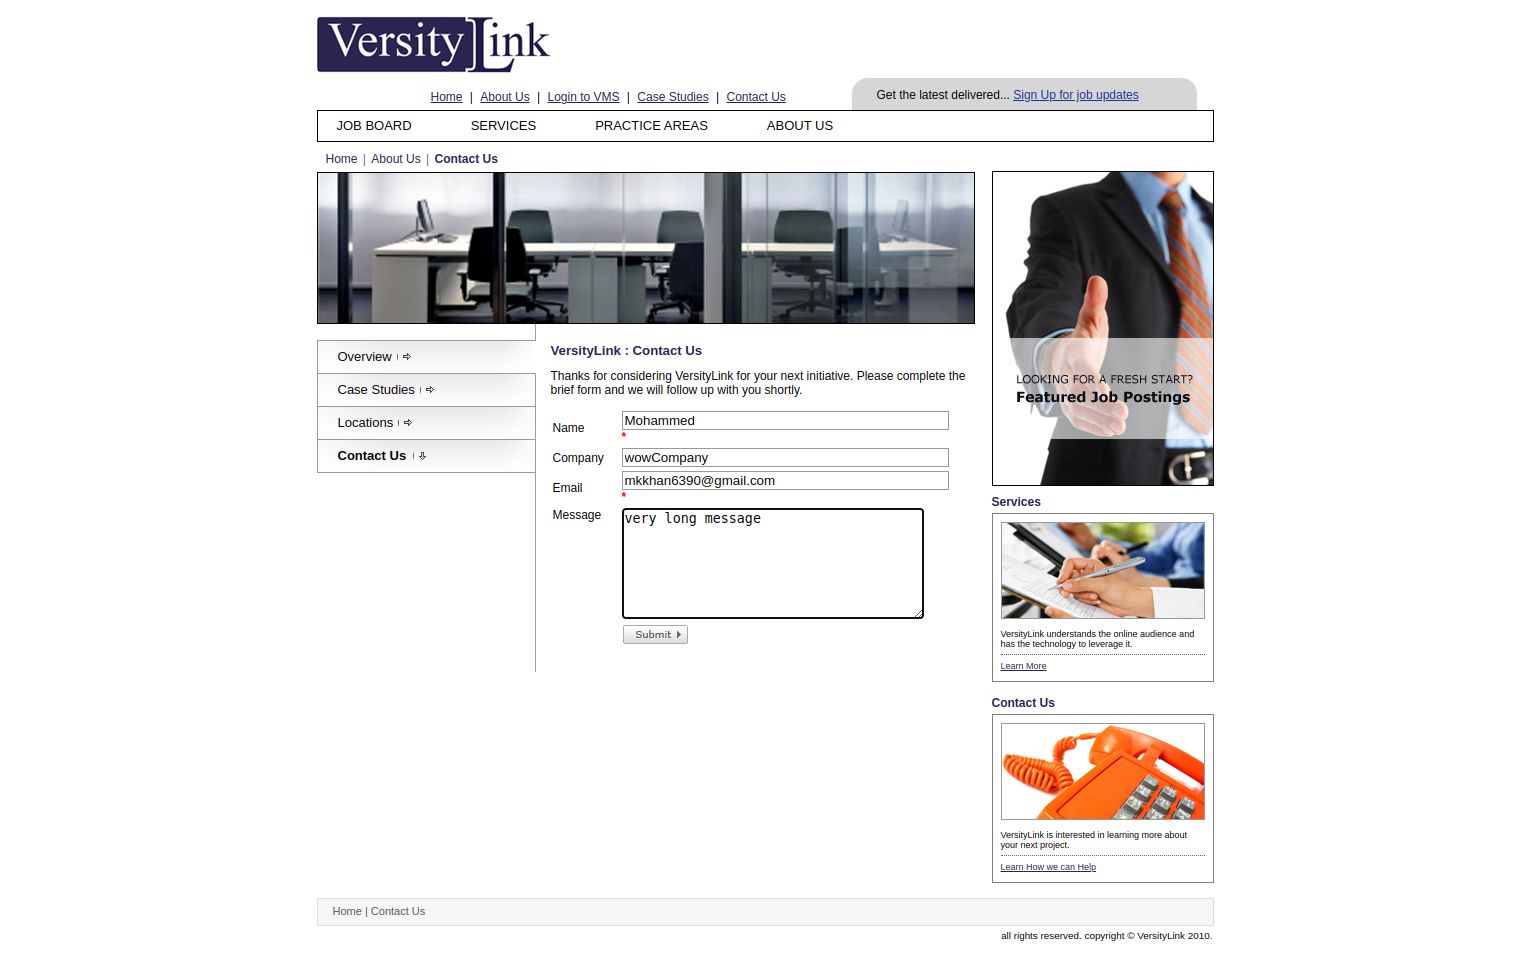 Versity Link
Home | About Us | Login to VMS | Case Studies | Contact Us
Get the latest delivered... Sign Up for job updates
JOB BOARD SERVICES PRACTICE AREAS ABOUT US
Home | About Us | Contact Us
Overview
Case Studies
Locations
Contact Us
VersityLink : Contact Us
Thanks for considering VersityLink for your next initiative. Please complete the
brief form and we will follow up with you shortly.
Name Mohammed
*
Company wowCompany
Email mkkhan6390@gmail.com
*
Message very long message
Submit
LOOKING FOR A FRESH START?
Featured Job Postings
Services
VersityLink understands the online audience and
has the technology to leverage it.
Learn More
Contact Us
VersityLink is interested in learning more about
your next project.
Learn How we can Help
Home | Contact Us
all rights reserved. copyright © VersityLink 2010.